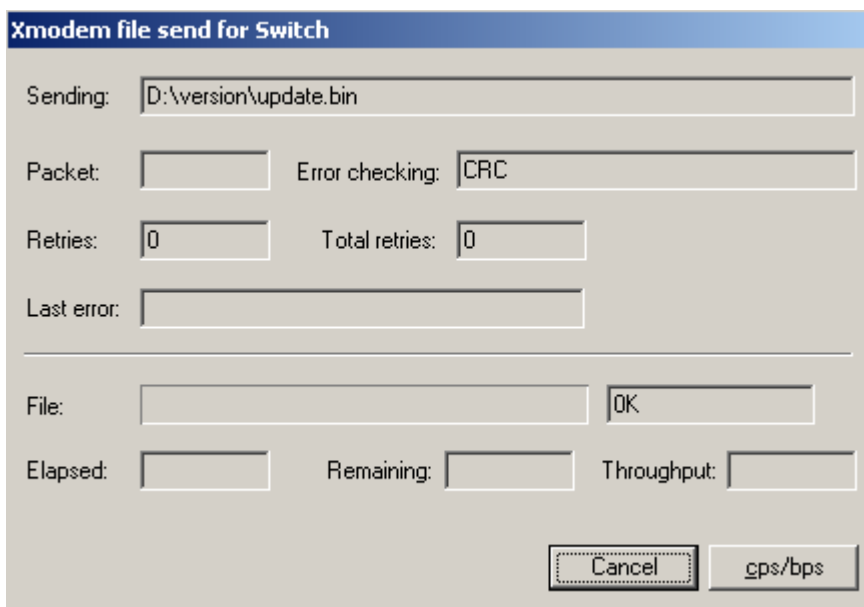 Xmodem file send for Switch
Sending: D:\version\update.bin
Packet: Error checking: CRC
Retries: 0 Total retries: 0
Last error:
File: 0K
Elapsed: Remaining: Throughput:
Cancel cps/bps